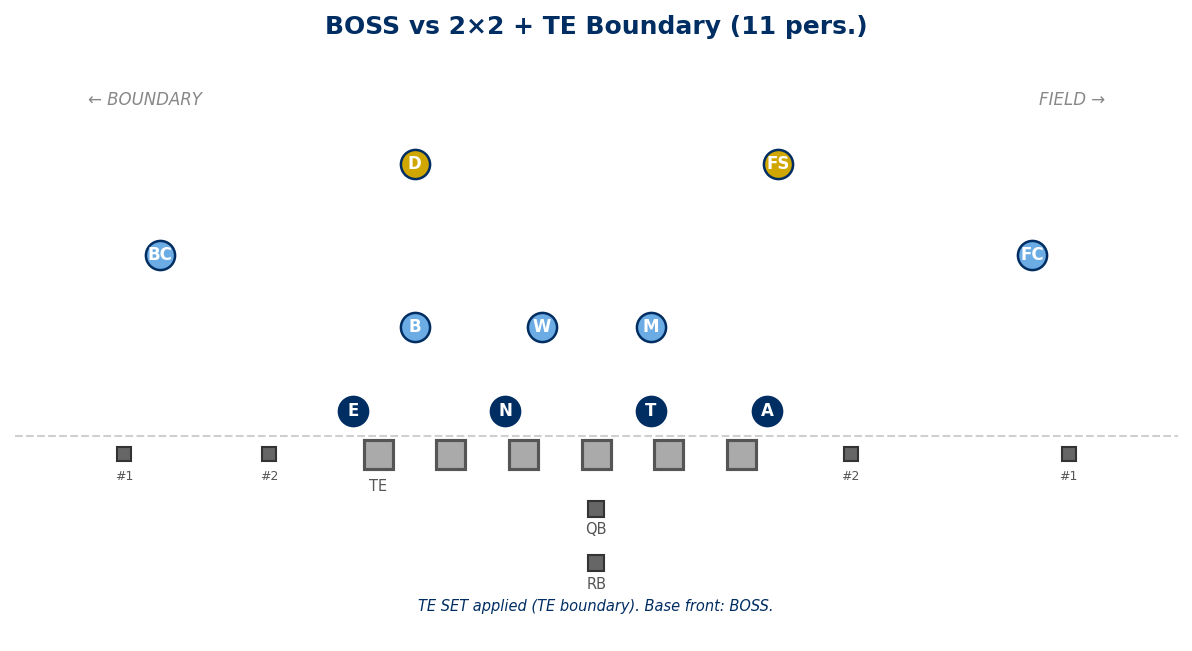 BOSS vs 2×2 + TE Boundary (11 pers.)
← BOUNDARY
FIELD →
D
FS
BC
FC
B
W
M
E
N
T
A
#1
#2
#2
#1
TE
QB
RB
TE SET applied (TE boundary). Base front: BOSS.